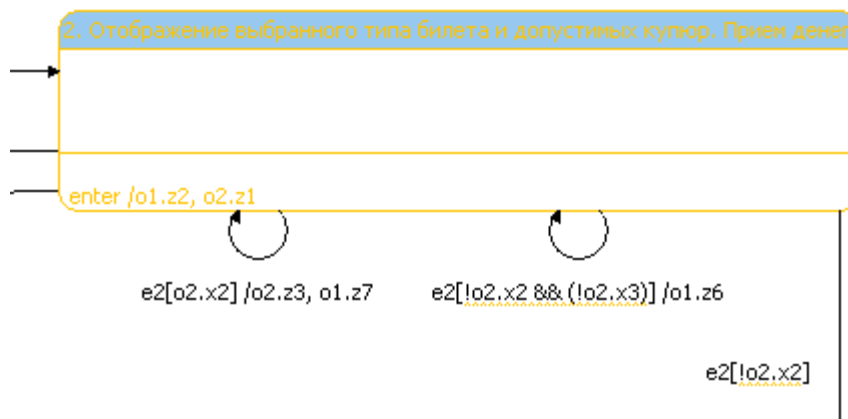 2. Отображение выбранного типа билета и допустимых купюр. Прием денег
enter /o1.z2, o2.z1
e2[o2.x2] /o2.z3, o1.z7
e2[!o2.x2 && (!o2.x3)] /o1.z6
e2[!o2.x2]